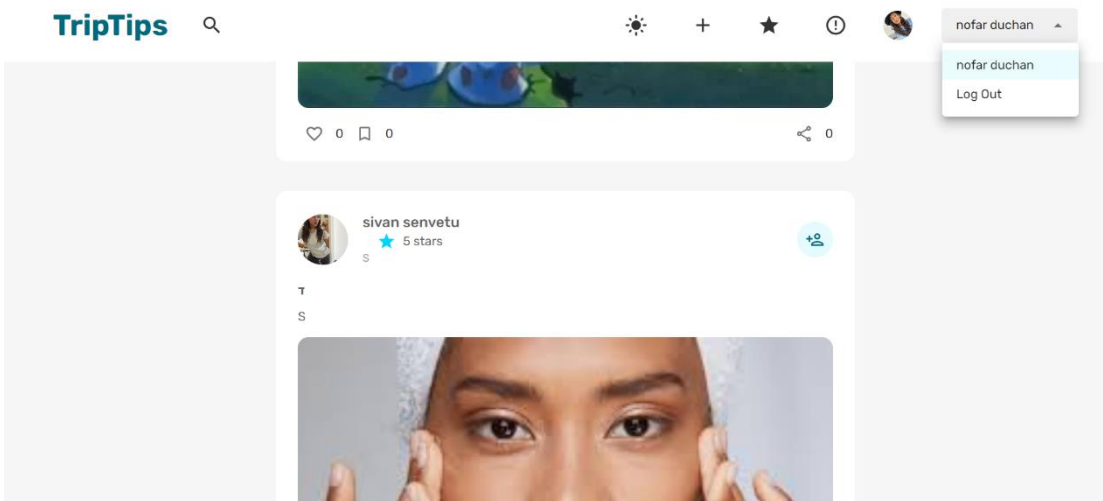 TripTips
nofar duchan
nofar duchan
Log Out
0 0 0
sivan senvetu
5 stars
S
S